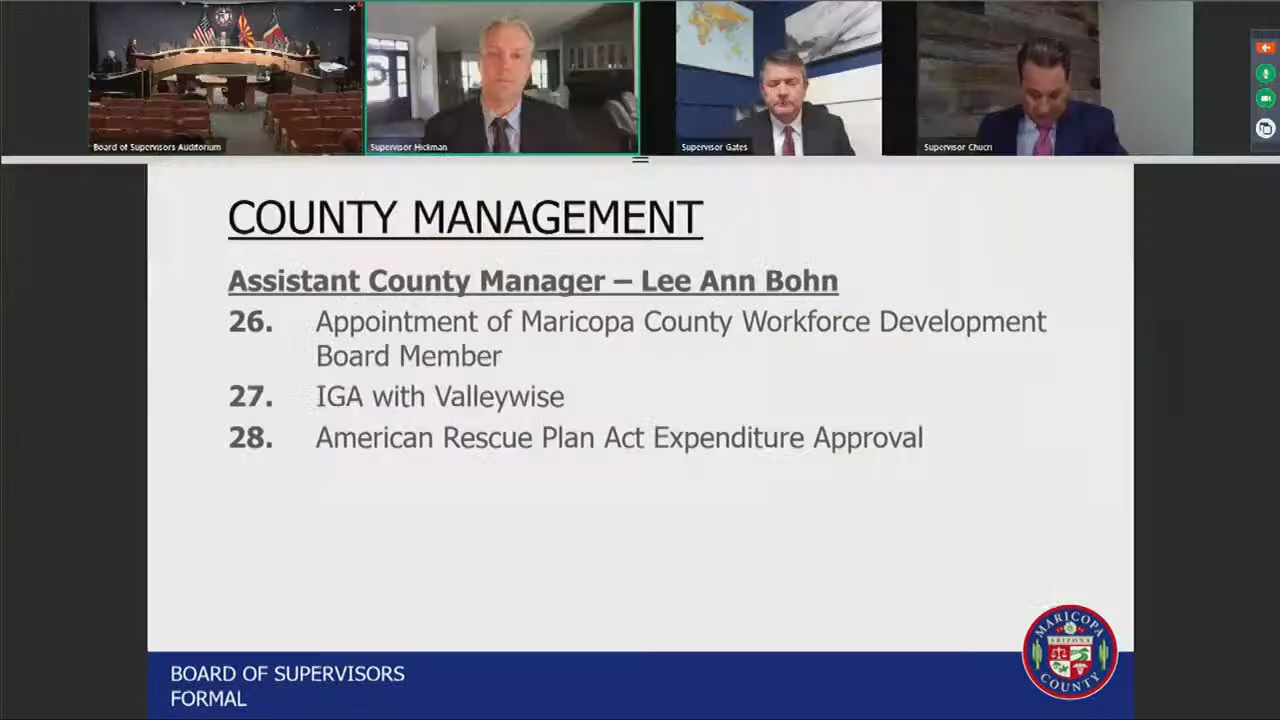 Board of Supervisors Auditorium
Supervisor Hickman
Supervisor Gates
Supervisor Chucri
COUNTY MANAGEMENT
Assistant County Manager – Lee Ann Bohn
26. Appointment of Maricopa County Workforce Development
Board Member
27. IGA with Valleywise
28. American Rescue Plan Act Expenditure Approval
BOARD OF SUPERVISORS
FORMAL
MARICOPA
ARIZONA
COUNTY